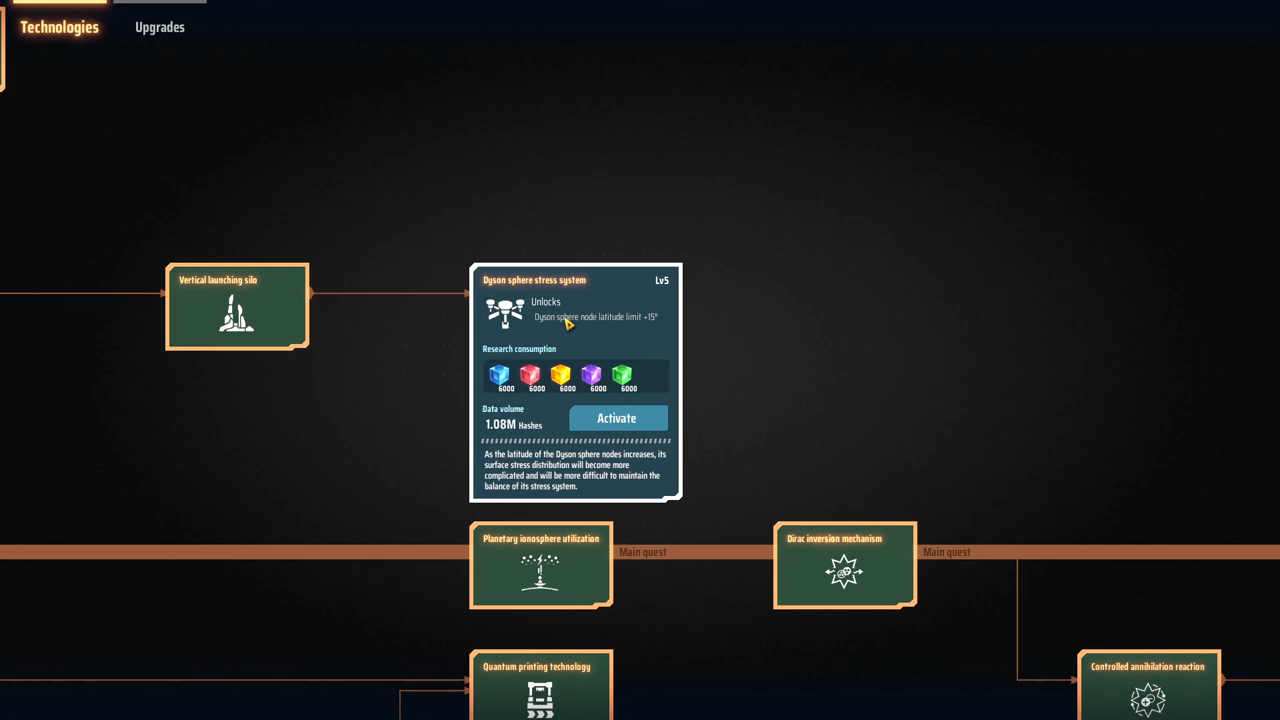 Technologies
Upgrades
Vertical launching silo
Dyson sphere stress system
Lv5
Unlocks
Dyson sphere node latitude limit +15°
Research consumption
6000 6000 6000 6000 6000
Data volume
1.08M Hashes
Activate
As the latitude of the Dyson sphere nodes increases, its
surface stress distribution will become more
complicated and will be more difficult to maintain the
balance of its stress system.
Planetary ionosphere utilization
Main quest
Dirac inversion mechanism
Main quest
Quantum printing technology
Controlled annihilation reaction